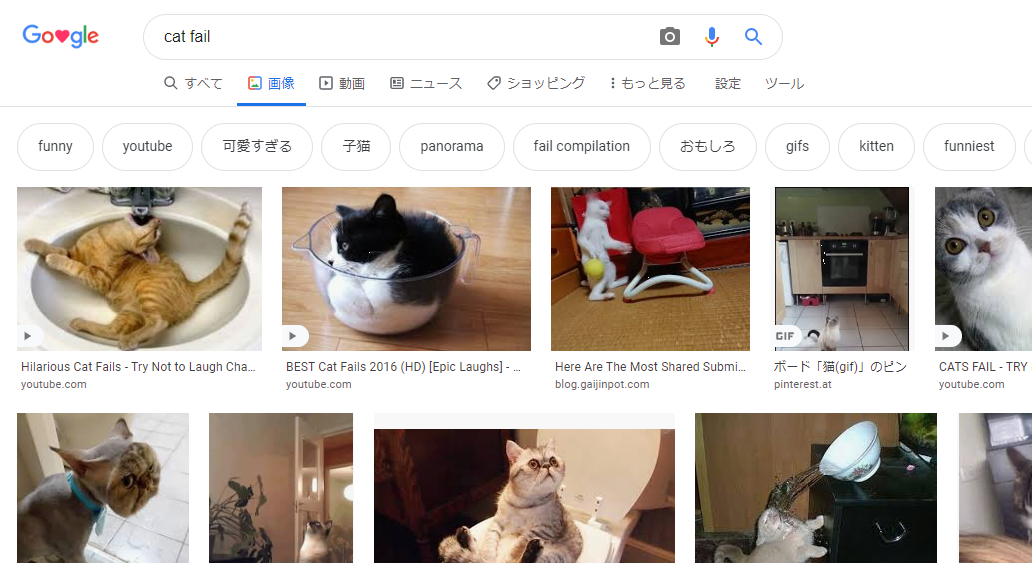 Google
cat fail
すべて 画像 動画 ニュース ショッピング もっと見る 設定 ツール
funny youtube 可愛すぎる 子猫 panorama fail compilation おもしろ gifs kitten funniest
GIF
Hilarious Cat Fails - Try Not to Laugh Cha... BEST Cat Fails 2016 (HD) [Epic Laughs] - ... Here Are The Most Shared Submi... ボード「猫(gif)」のピン CATS FAIL - TRY
youtube.com youtube.com blog.gaijinpot.com pinterest.at youtube.com